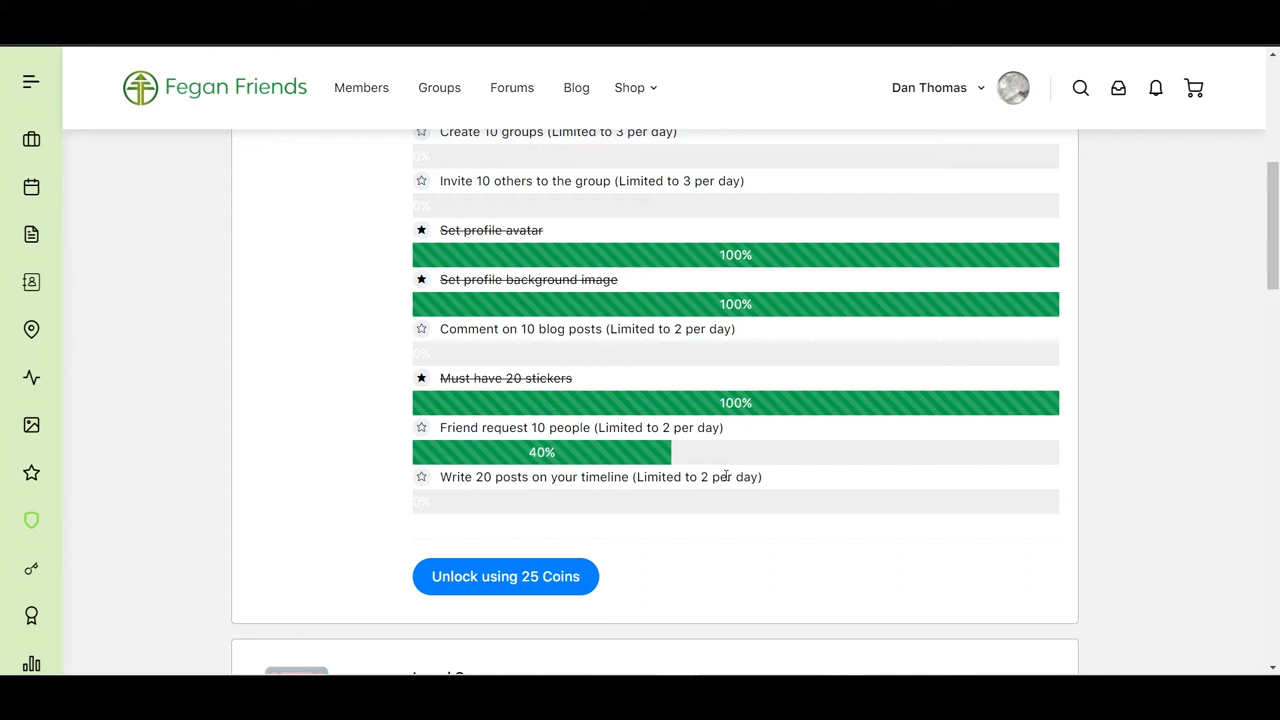 Fegan Friends
Members
Groups
Forums
Blog
Shop
Dan Thomas
Create 10 groups (Limited to 3 per day)
0%
Invite 10 others to the group (Limited to 3 per day)
0%
Set profile avatar
100%
Set profile background image
100%
Comment on 10 blog posts (Limited to 2 per day)
0%
Must have 20 stickers
100%
Friend request 10 people (Limited to 2 per day)
40%
Write 20 posts on your timeline (Limited to 2 per day)
0%
Unlock using 25 Coins